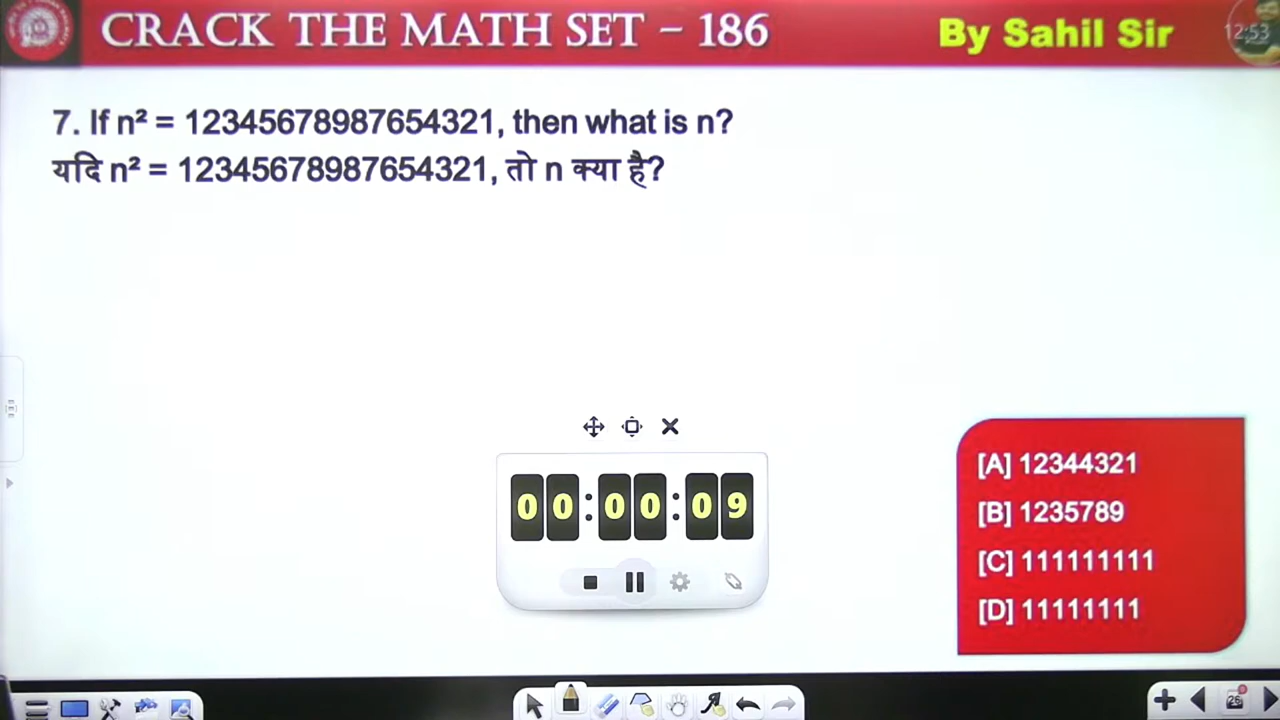 CRACK THE MATH SET – 186
By Sahil Sir
12:53
7. If n² = 12345678987654321, then what is n?
यदि n² = 12345678987654321, तो n क्या है?
00:00:09
[A] 12344321
[B] 1235789
[C] 111111111
[D] 11111111
26